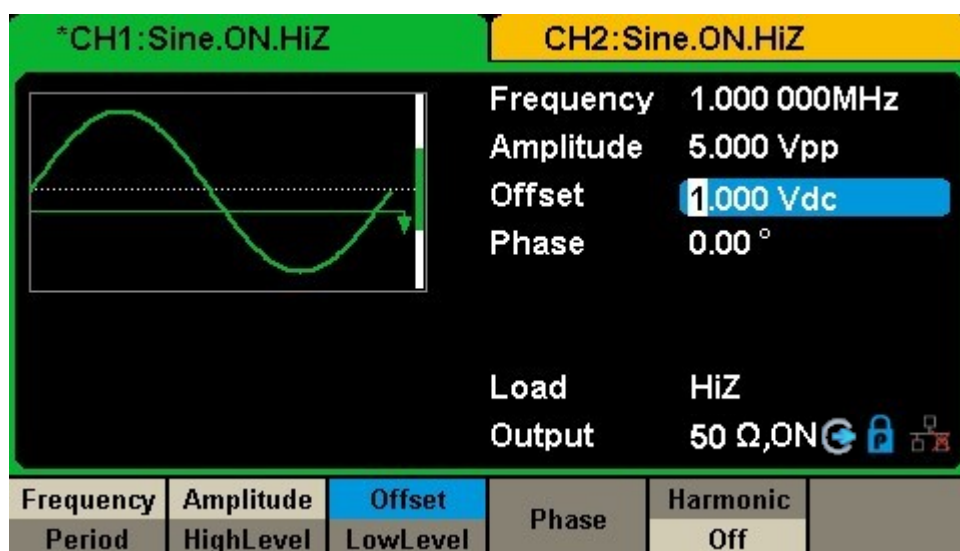 *CH1:Sine.ON.HiZ CH2:Sine.ON.HiZ
Frequency 1.000 000MHz
Amplitude 5.000 Vpp
Offset 1.000 Vdc
Phase 0.00 °
Load HiZ
Output 50 Ω,ON
P
Frequency Amplitude Offset Phase Harmonic
Period HighLevel LowLevel Off